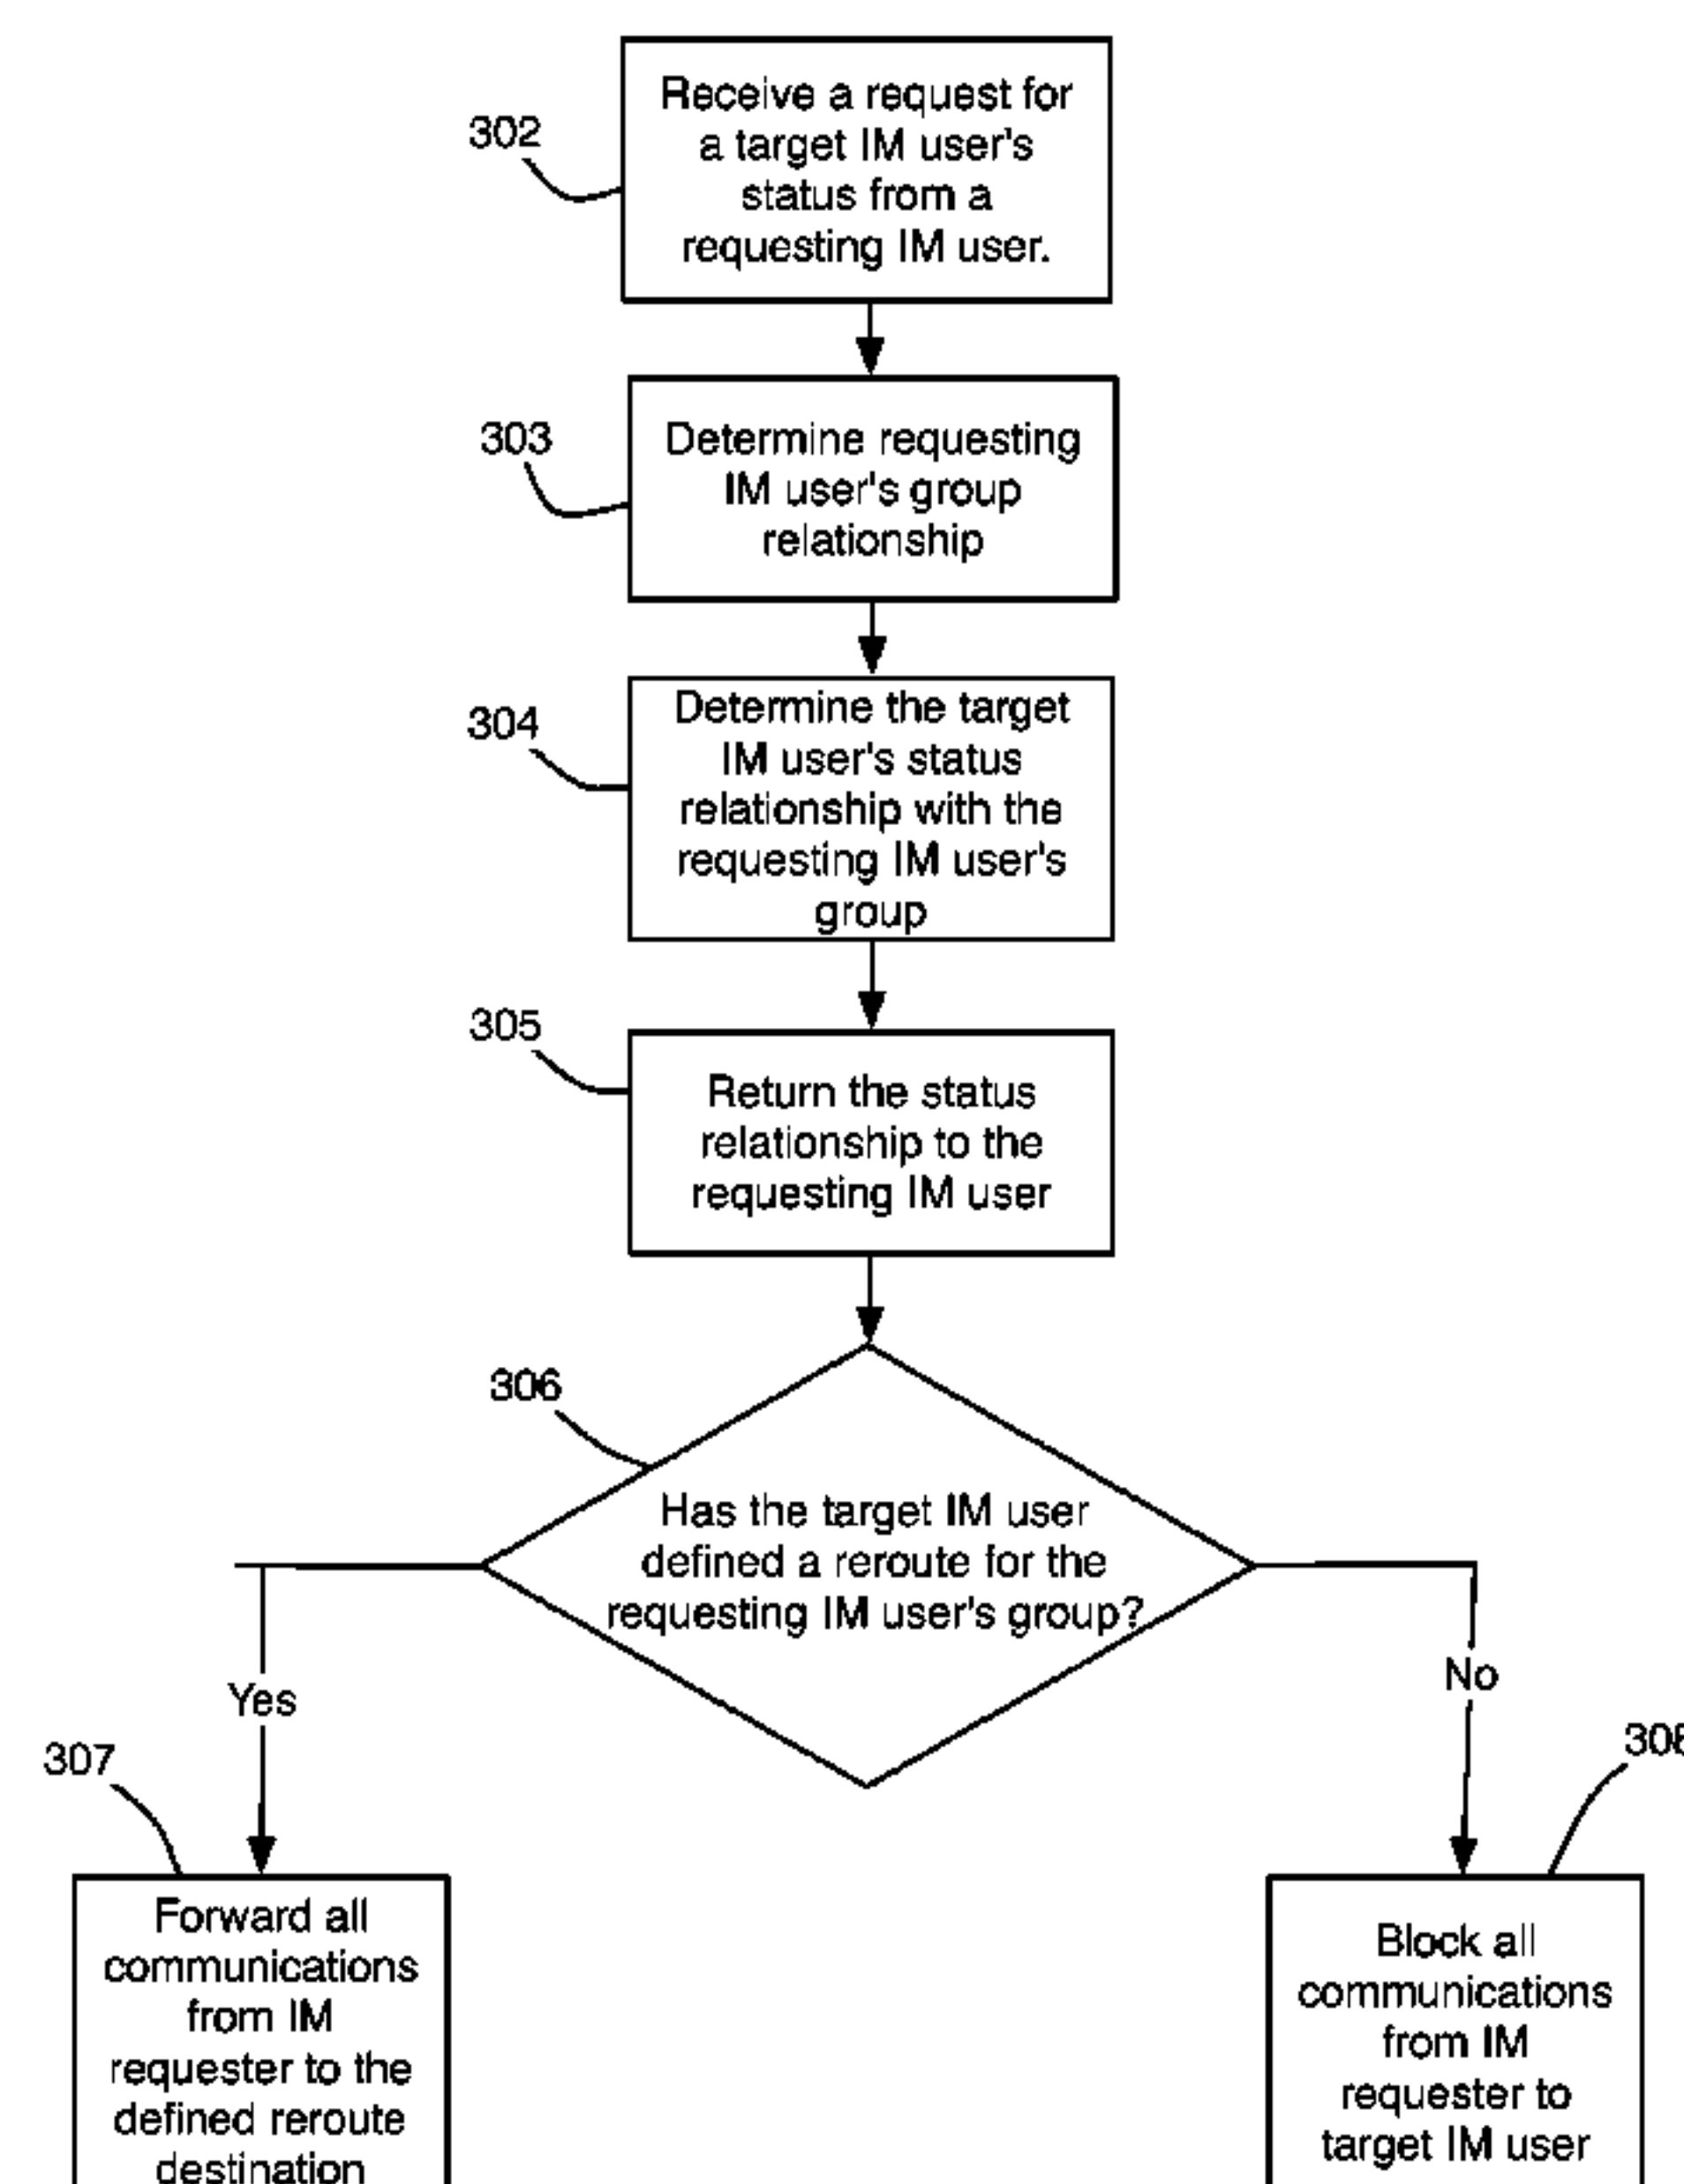 302
Receive a request for
a target IM user's
status from a
requesting IM user.
303
Determine requesting
IM user's group
relationship
304
Determine the target
IM user's status
relationship with the
requesting IM user's
group
305
Return the status
relationship to the
requesting IM user
306
Has the target IM user
defined a reroute for the
requesting IM user's group?
Yes
No
307
Forward all
communications
from IM
requester to the
defined reroute
destination
Block all
communications
from IM
requester to
target IM user